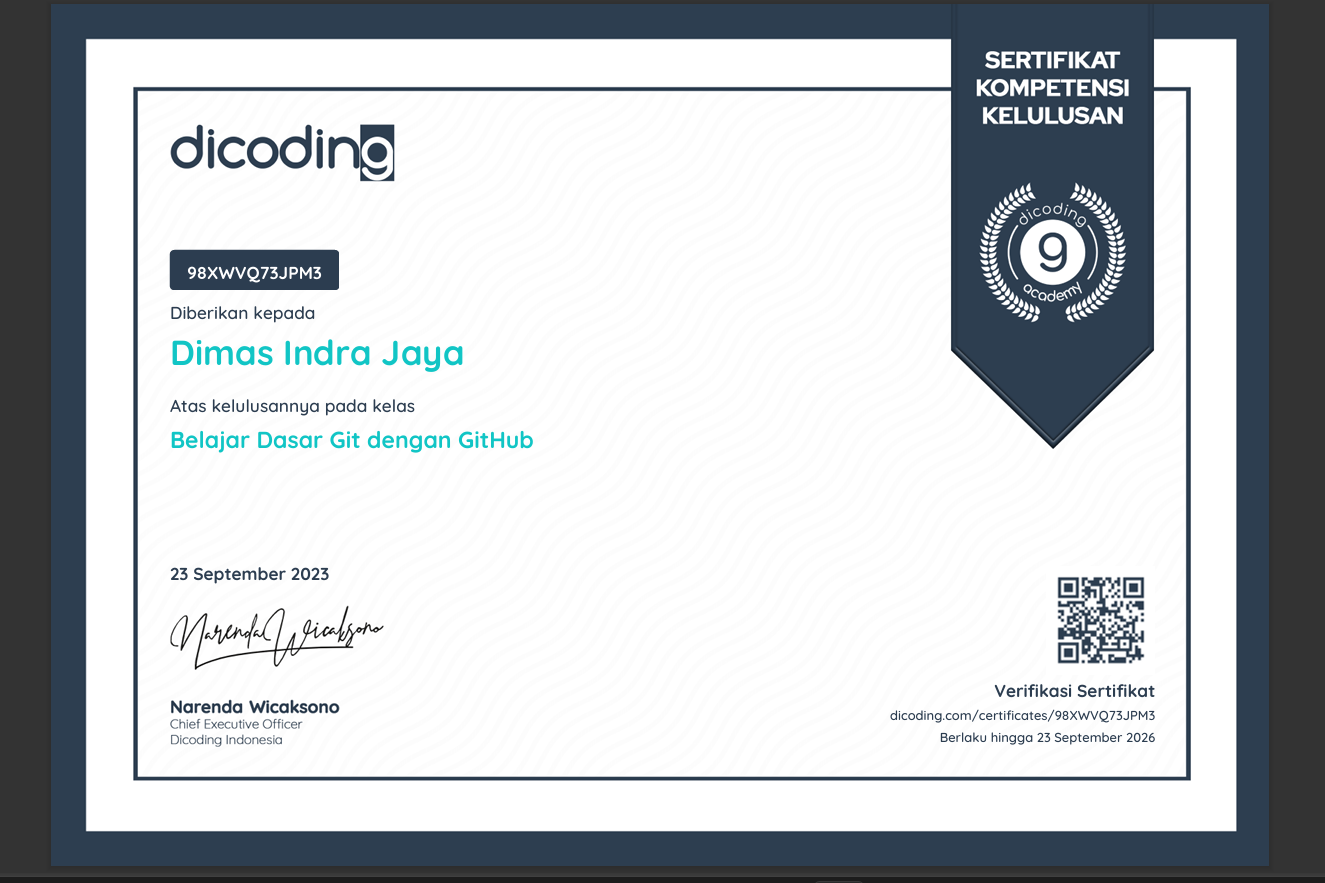 SERTIFIKAT
KOMPETENSI
KELULUSAN
dicoding
dicoding
9
academy
98XWVQ73JPM3
Diberikan kepada
Dimas Indra Jaya
Atas kelulusannya pada kelas
Belajar Dasar Git dengan GitHub
23 September 2023
Narenda Wicaksono
Narenda Wicaksono
Chief Executive Officer
Dicoding Indonesia
Verifikasi Sertifikat
dicoding.com/certificates/98XWVQ73JPM3
Berlaku hingga 23 September 2026